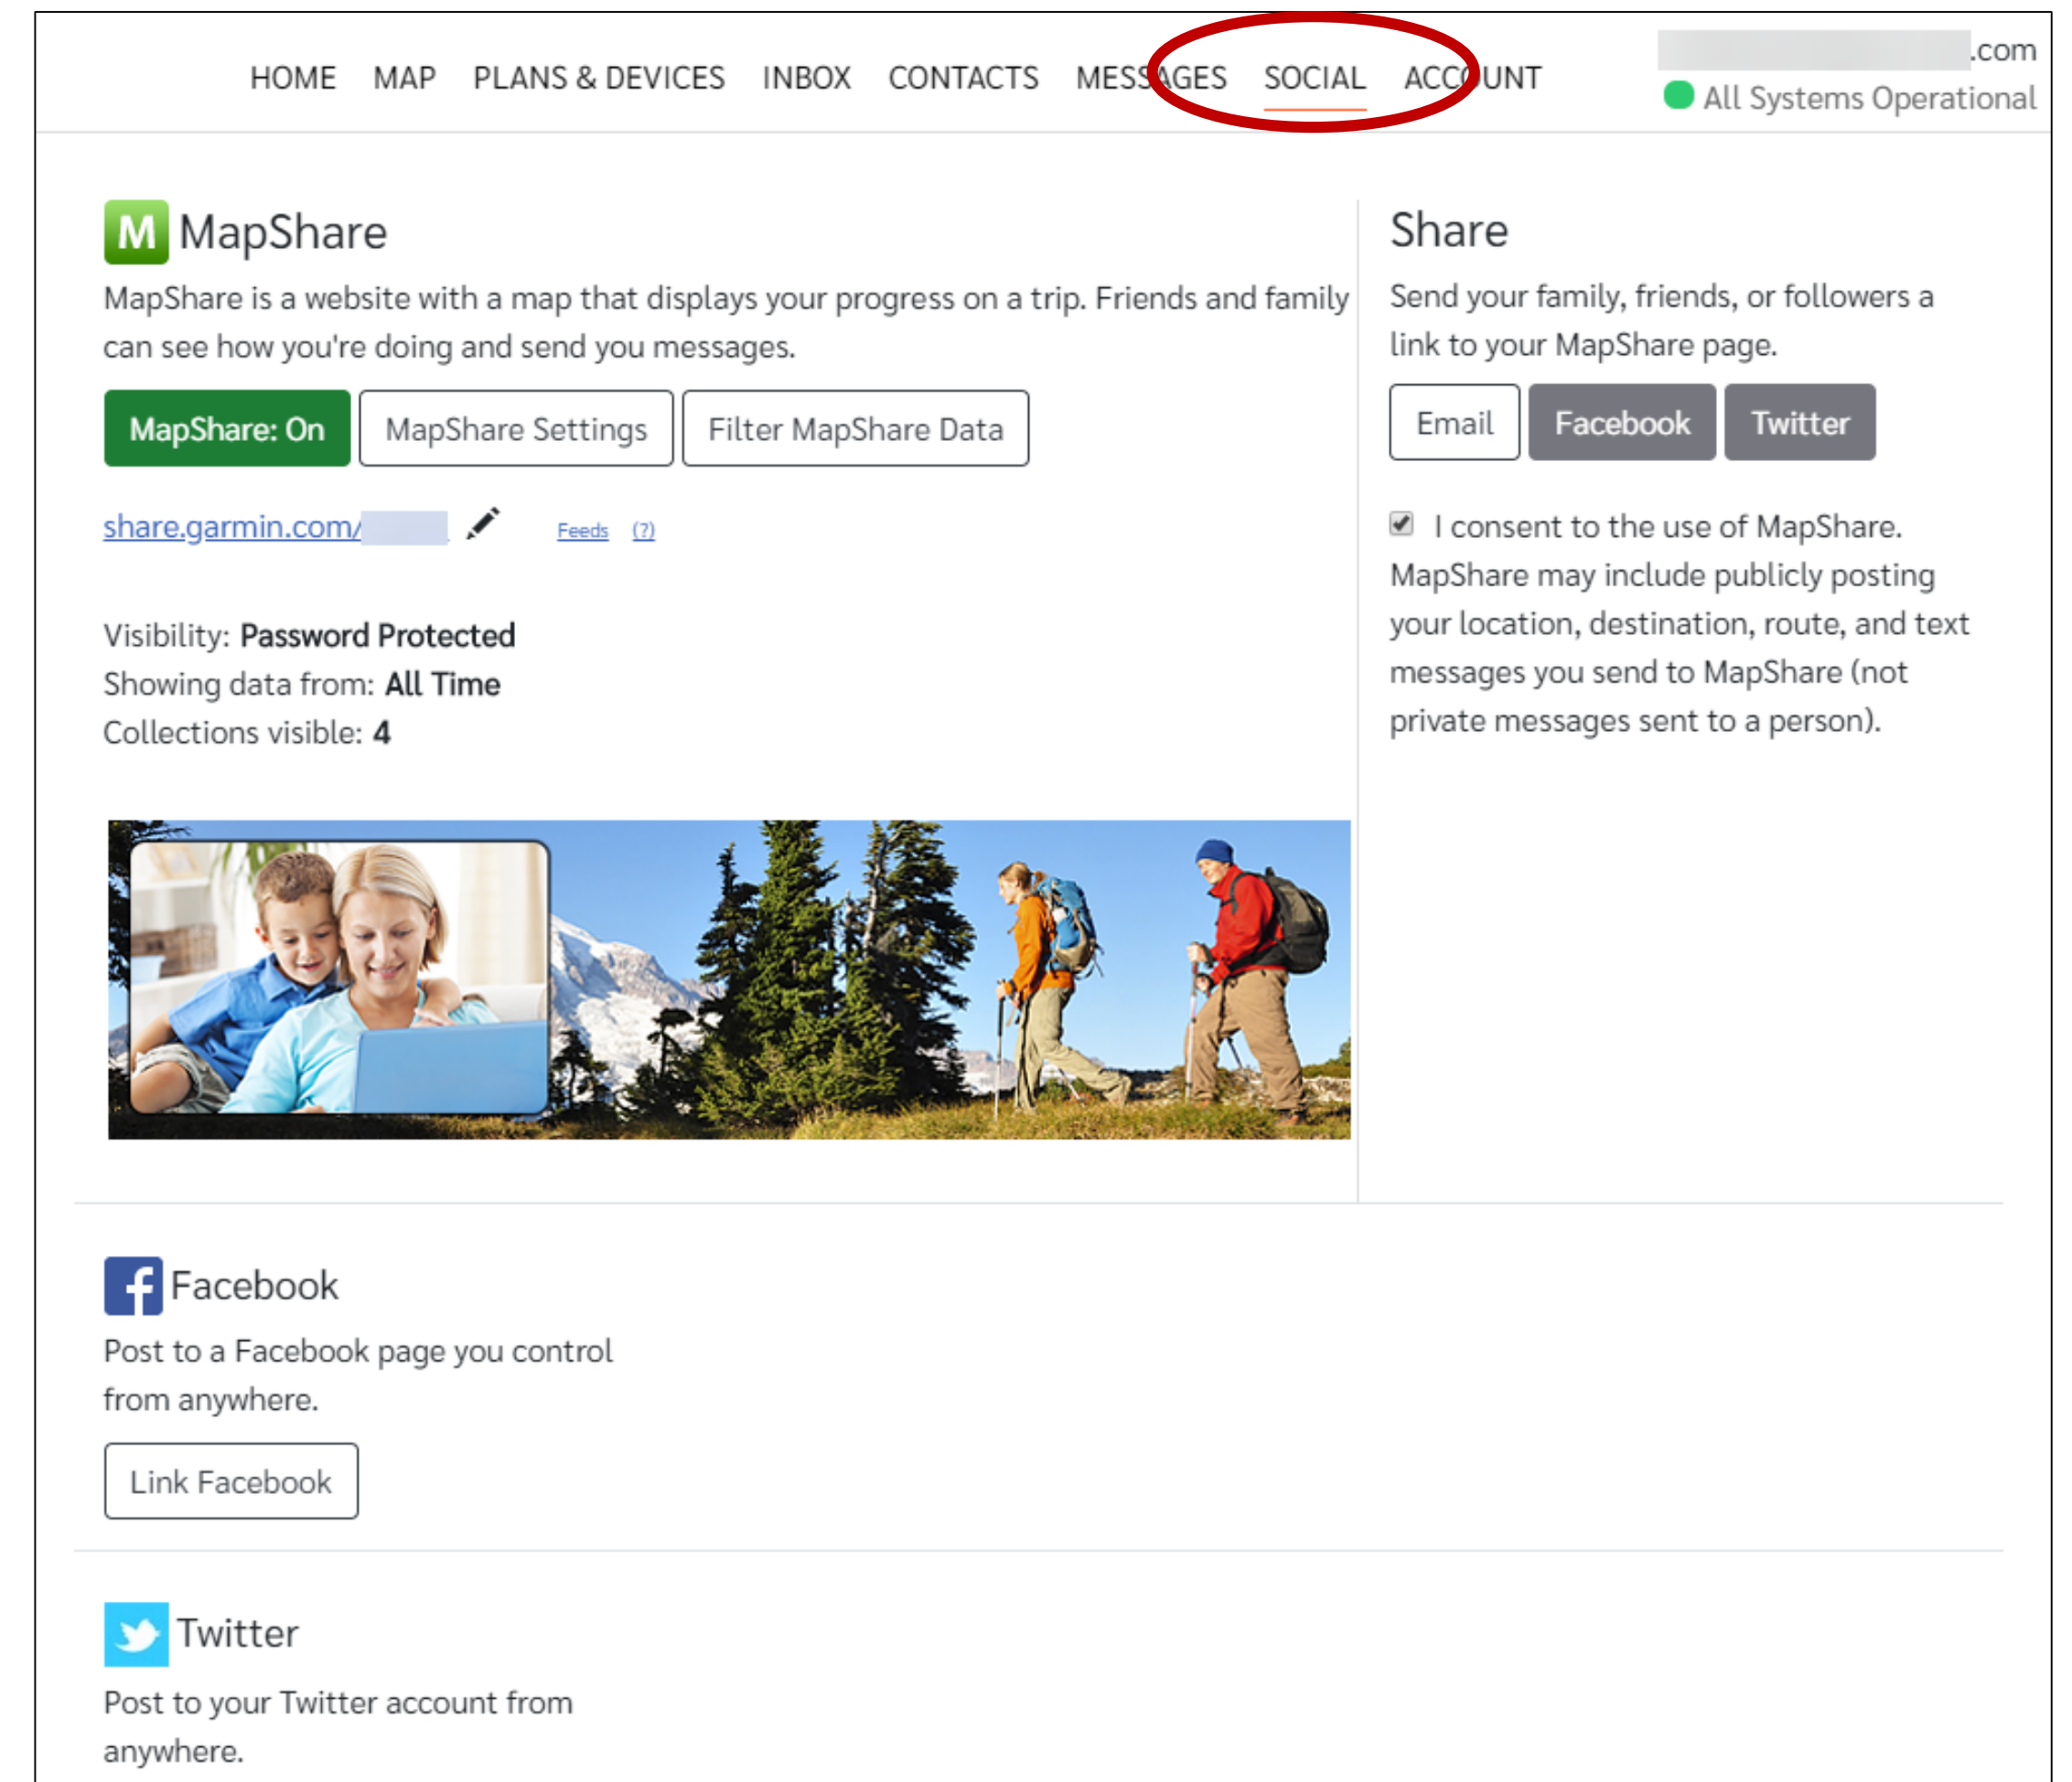 HOME MAP PLANS & DEVICES INBOX CONTACTS MESSAGES SOCIAL ACCOUNT
.com
All Systems Operational
M MapShare
MapShare is a website with a map that displays your progress on a trip. Friends and family
can see how you're doing and send you messages.
MapShare: On MapShare Settings Filter MapShare Data
share.garmin.com/ Feeds (?)
Visibility: Password Protected
Showing data from: All Time
Collections visible: 4
Share
Send your family, friends, or followers a
link to your MapShare page.
Email Facebook Twitter
I consent to the use of MapShare.
MapShare may include publicly posting
your location, destination, route, and text
messages you send to MapShare (not
private messages sent to a person).
f Facebook
Post to a Facebook page you control
from anywhere.
Link Facebook
Twitter
Post to your Twitter account from
anywhere.